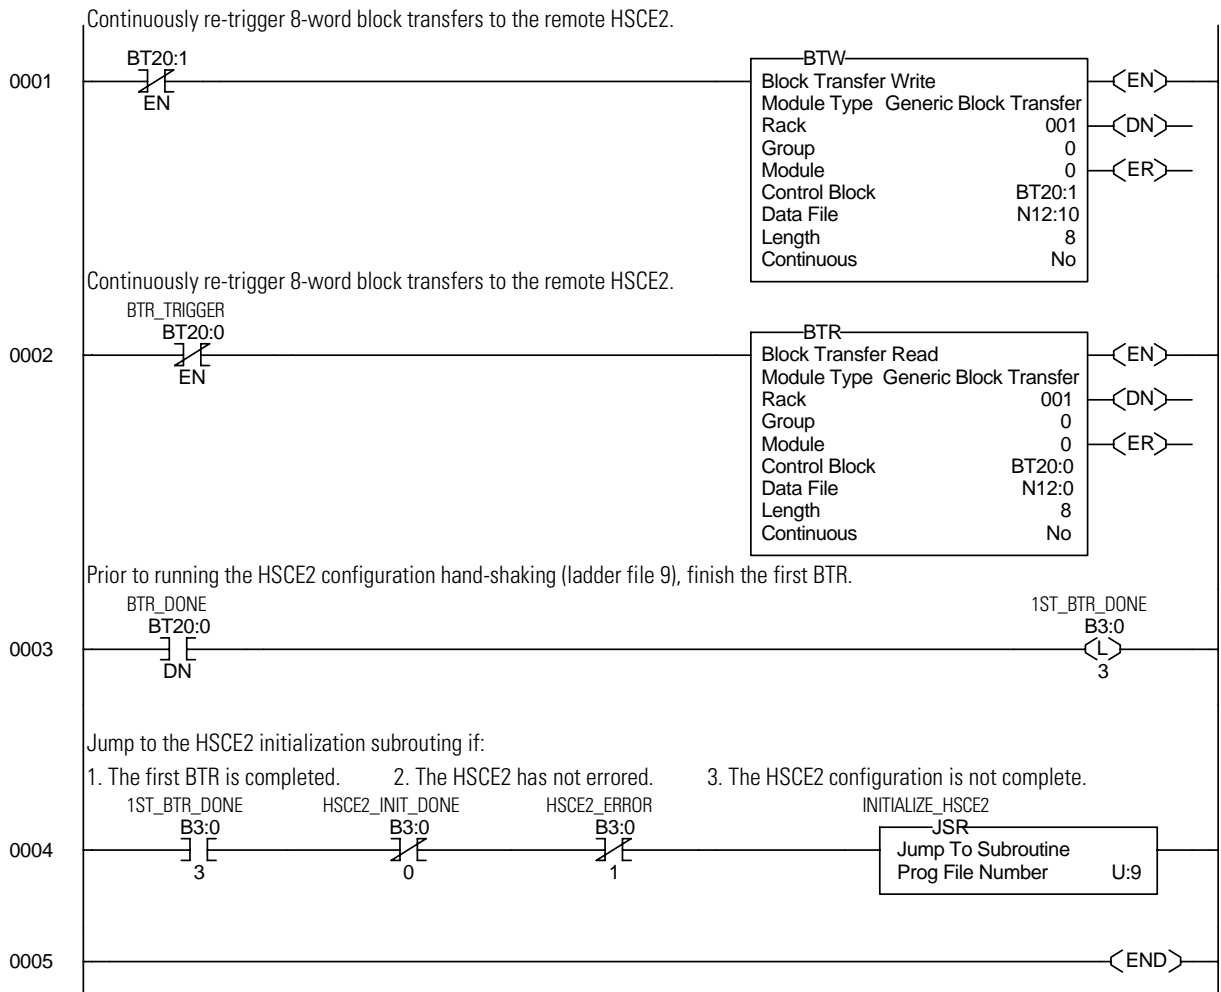 Continuously re-trigger 8-word block transfers to the remote HSCE2.
BT20:1
0001
EN
BTW
Block Transfer Write
Module Type Generic Block Transfer
Rack 001
Group 0
Module 0
Control Block BT20:1
Data File N12:10
Length 8
Continuous No
EN
DN
ER
Continuously re-trigger 8-word block transfers to the remote HSCE2.
BTR_TRIGGER
BT20:0
0002
EN
BTR
Block Transfer Read
Module Type Generic Block Transfer
Rack 001
Group 0
Module 0
Control Block BT20:0
Data File N12:0
Length 8
Continuous No
EN
DN
ER
Prior to running the HSCE2 configuration hand-shaking (ladder file 9), finish the first BTR.
BTR_DONE
BT20:0
0003
DN
1ST_BTR_DONE
B3:0
L
3
Jump to the HSCE2 initialization subrouting if:
1. The first BTR is completed. 2. The HSCE2 has not errored. 3. The HSCE2 configuration is not complete.
1ST_BTR_DONE HSCE2_INIT_DONE HSCE2_ERROR INITIALIZE_HSCE2
B3:0 B3:0 B3:0
0004
3 0 1
JSR
Jump To Subroutine
Prog File Number U:9
0005
END